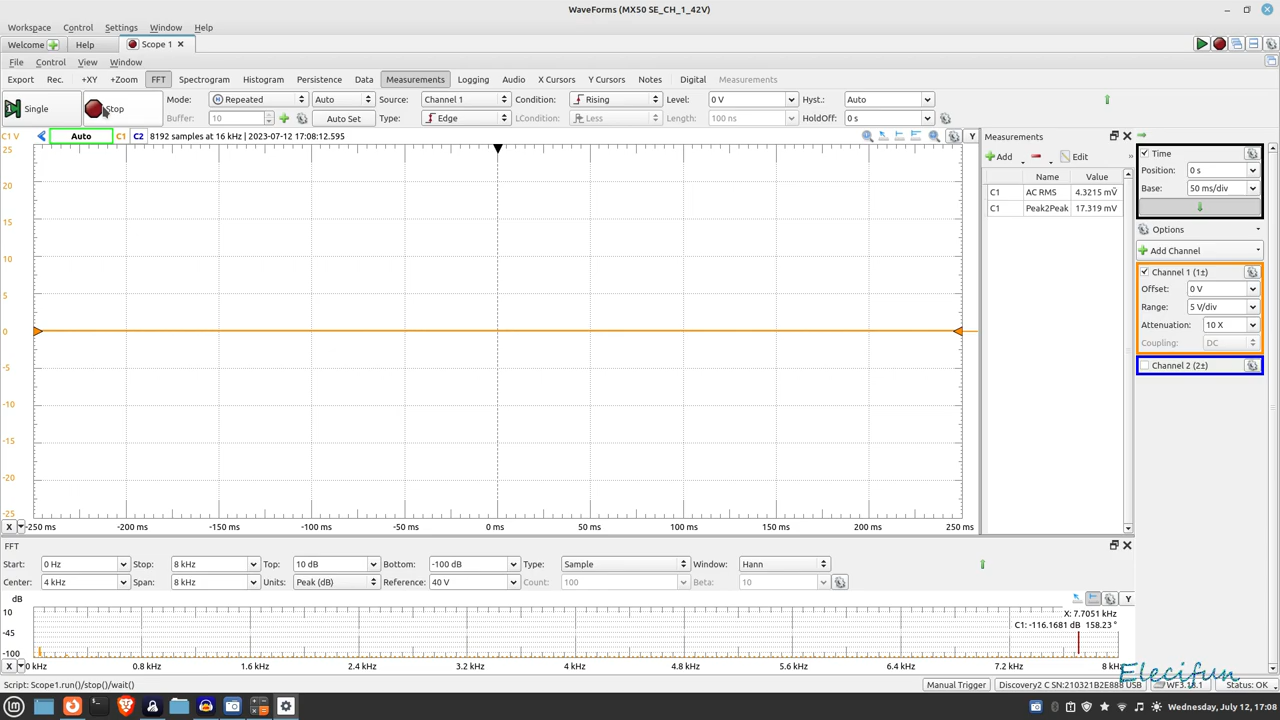 WaveForms (MX50 SE_CH_1_42V)
Workspace Control Settings Window Help
Welcome Help Scope 1
File Control View Window
Export Rec. +XY +Zoom FFT Spectrogram Histogram Persistence Data Measurements Logging Audio X Cursors Y Cursors Notes Digital Measurements
Single Stop Mode: Repeated Auto Source: Channel 1 Condition: Rising Level: 0 V Hyst.: Auto
Buffer: 10 Auto Set Type: Edge LCondition: Less Length: 100 ns HoldOff: 0 s
C1 V Auto C1 C2 8192 samples at 16 kHz | 2023-07-12 17:08:12.595 Y
25
20
15
10
5
0
-5
-10
-15
-20
-25
X -250 ms -200 ms -150 ms -100 ms -50 ms 0 ms 50 ms 100 ms 150 ms 200 ms 250 ms
Measurements
Add Edit »
Name Value
C1 AC RMS 4.3215 mV̄
C1 Peak2Peak 17.319 mV
Time
Position: 0 s
Base: 50 ms/div
Options
Add Channel
Channel 1 (1±)
Offset: 0 V
Range: 5 V/div
Attenuation: 10 X
Coupling: DC
Channel 2 (2±)
FFT
Start: 0 Hz Stop: 8 kHz Top: 10 dB Bottom: -100 dB Type: Sample Window: Hann
Center: 4 kHz Span: 8 kHz Units: Peak (dB) Reference: 40 V Count: 100 Beta: 10
dB Y
10
-45
-100
X: 7.7051 kHz
C1: -116.1681 dB 158.23 °
X 0 kHz 0.8 kHz 1.6 kHz 2.4 kHz 3.2 kHz 4 kHz 4.8 kHz 5.6 kHz 6.4 kHz 7.2 kHz 8 kHz
Elecifun
Script: Scope1.run()/stop()/wait() Manual Trigger Discovery2 C SN:210321B2E888 USB Status: OK
Wednesday, July 12, 17:08